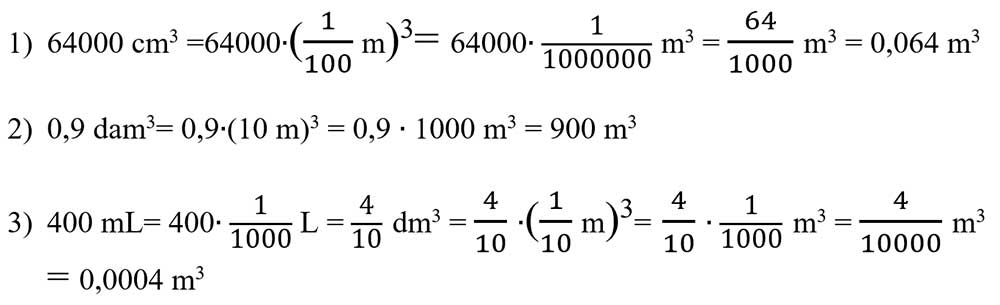 1) 64000 cm³ =64000·(1/100 m)³= 64000· 1/1000000 m³ = 64/1000 m³ = 0,064 m³
2) 0,9 dam³= 0,9·(10 m)³ = 0,9 · 1000 m³ = 900 m³
3) 400 mL= 400· 1/1000 L = 4/10 dm³ = 4/10 ·(1/10 m)³= 4/10 · 1/1000 m³ = 4/10000 m³
= 0,0004 m³